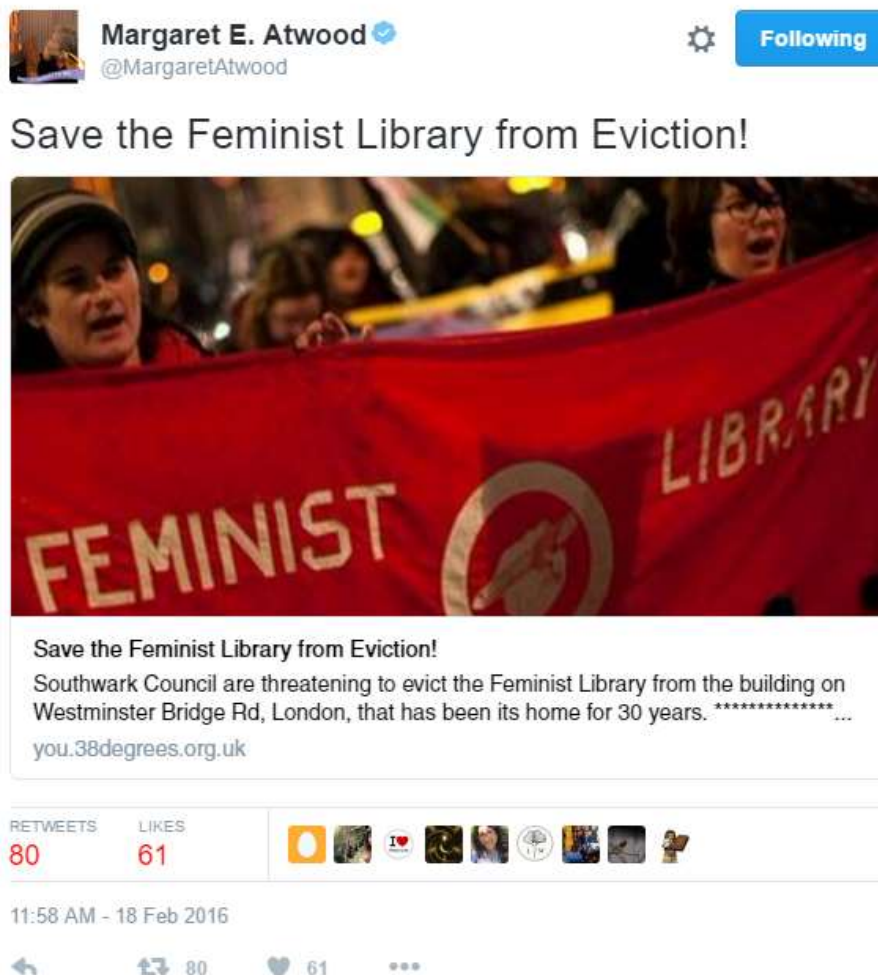 Margaret E. Atwood
@MargaretAtwood
Following
Save the Feminist Library from Eviction!
FEMINIST LIBRARY
Save the Feminist Library from Eviction!
Southwark Council are threatening to evict the Feminist Library from the building on
Westminster Bridge Rd, London, that has been its home for 30 years. **************...
you.38degrees.org.uk
RETWEETS LIKES
80 61
11:58 AM - 18 Feb 2016
80 61